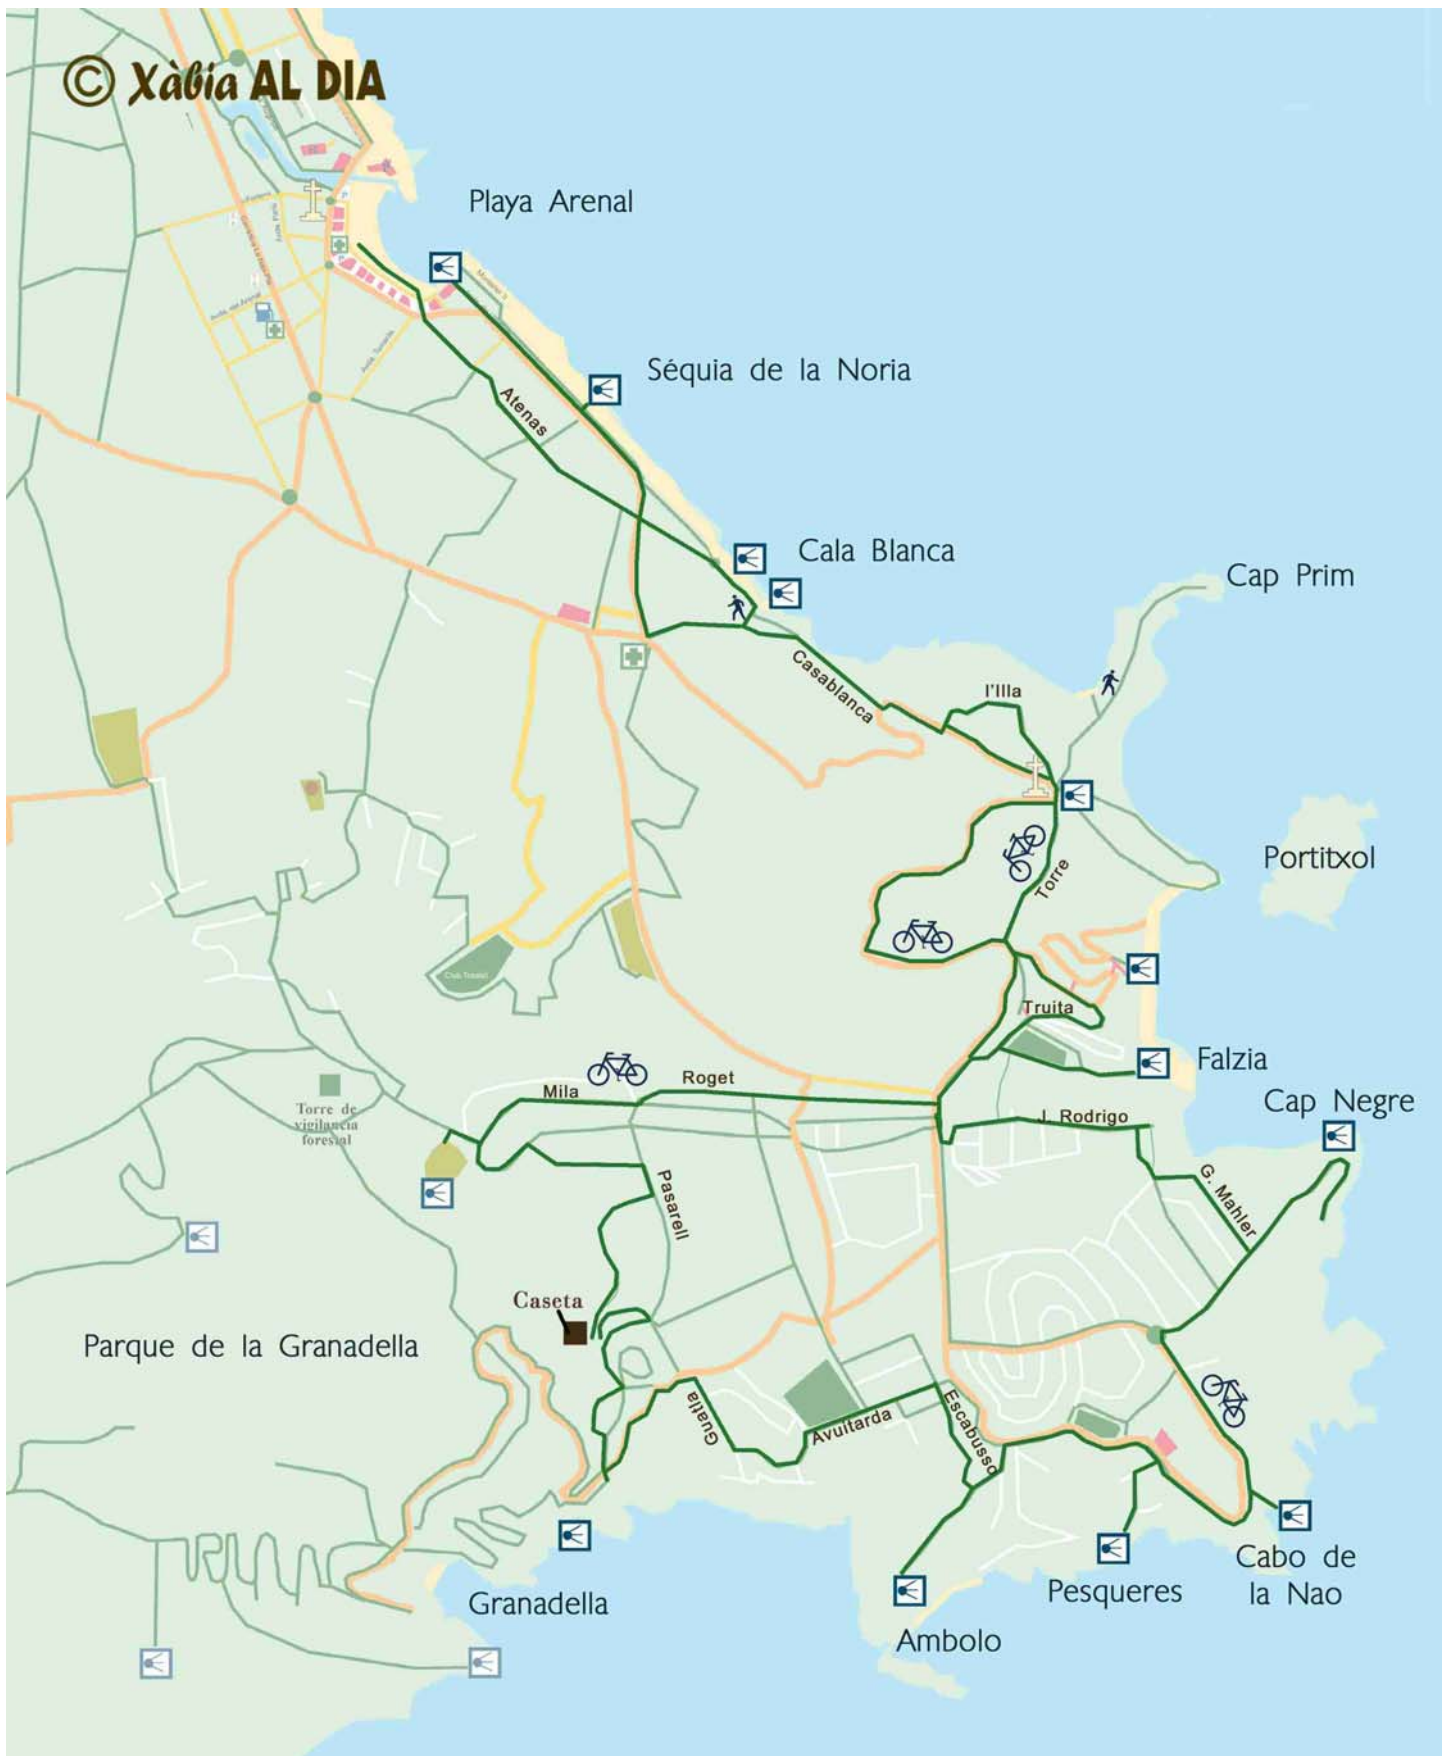 © Xàbia AL DIA
Playa Arenal
Séquia de la Noria
Atenas
Cala Blanca
Cap Prim
Casablanca
l'Illa
Portitxol
Torre
Truita
Falzia
Mila
Roget
Torre de
vigilancia
forestal
J. Rodrigo
Cap Negre
G. Mahler
Pasarell
Caseta
Parque de la Granadella
Guatla
Avuitarda
Escabusso
Granadella
Pesqueres
Cabo de
la Nao
Ambolo